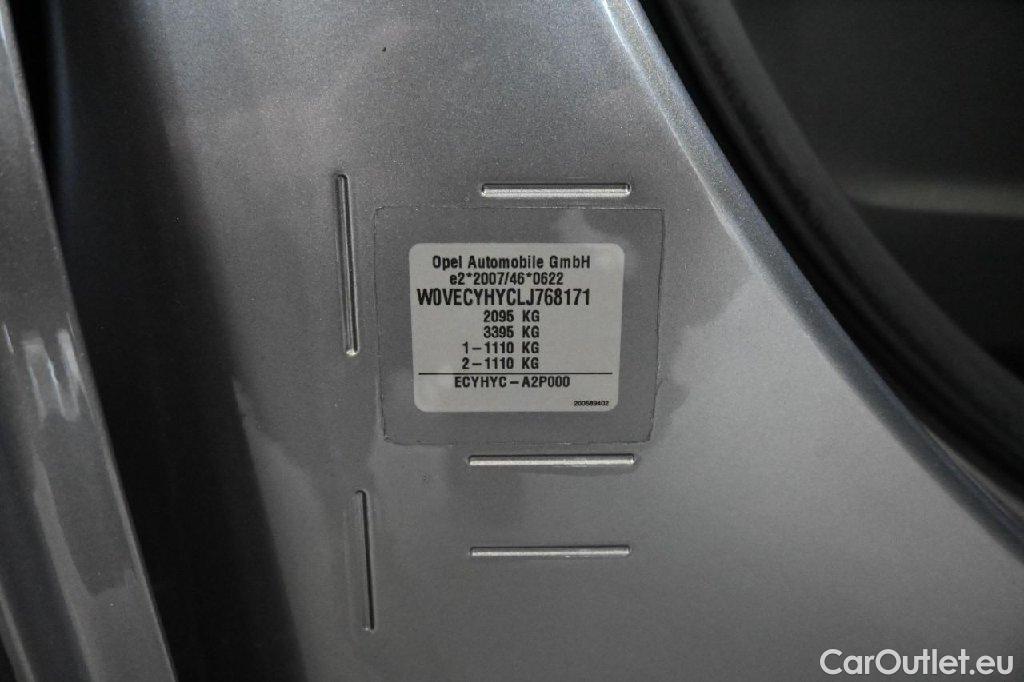 Opel Automobile GmbH
e2*2007/46*0622
W0VECYHYCLJ768171
2095 KG
3395 KG
1-1110 KG
2-1110 KG
ECYHYC-A2P000
200589402
CarOutlet.eu